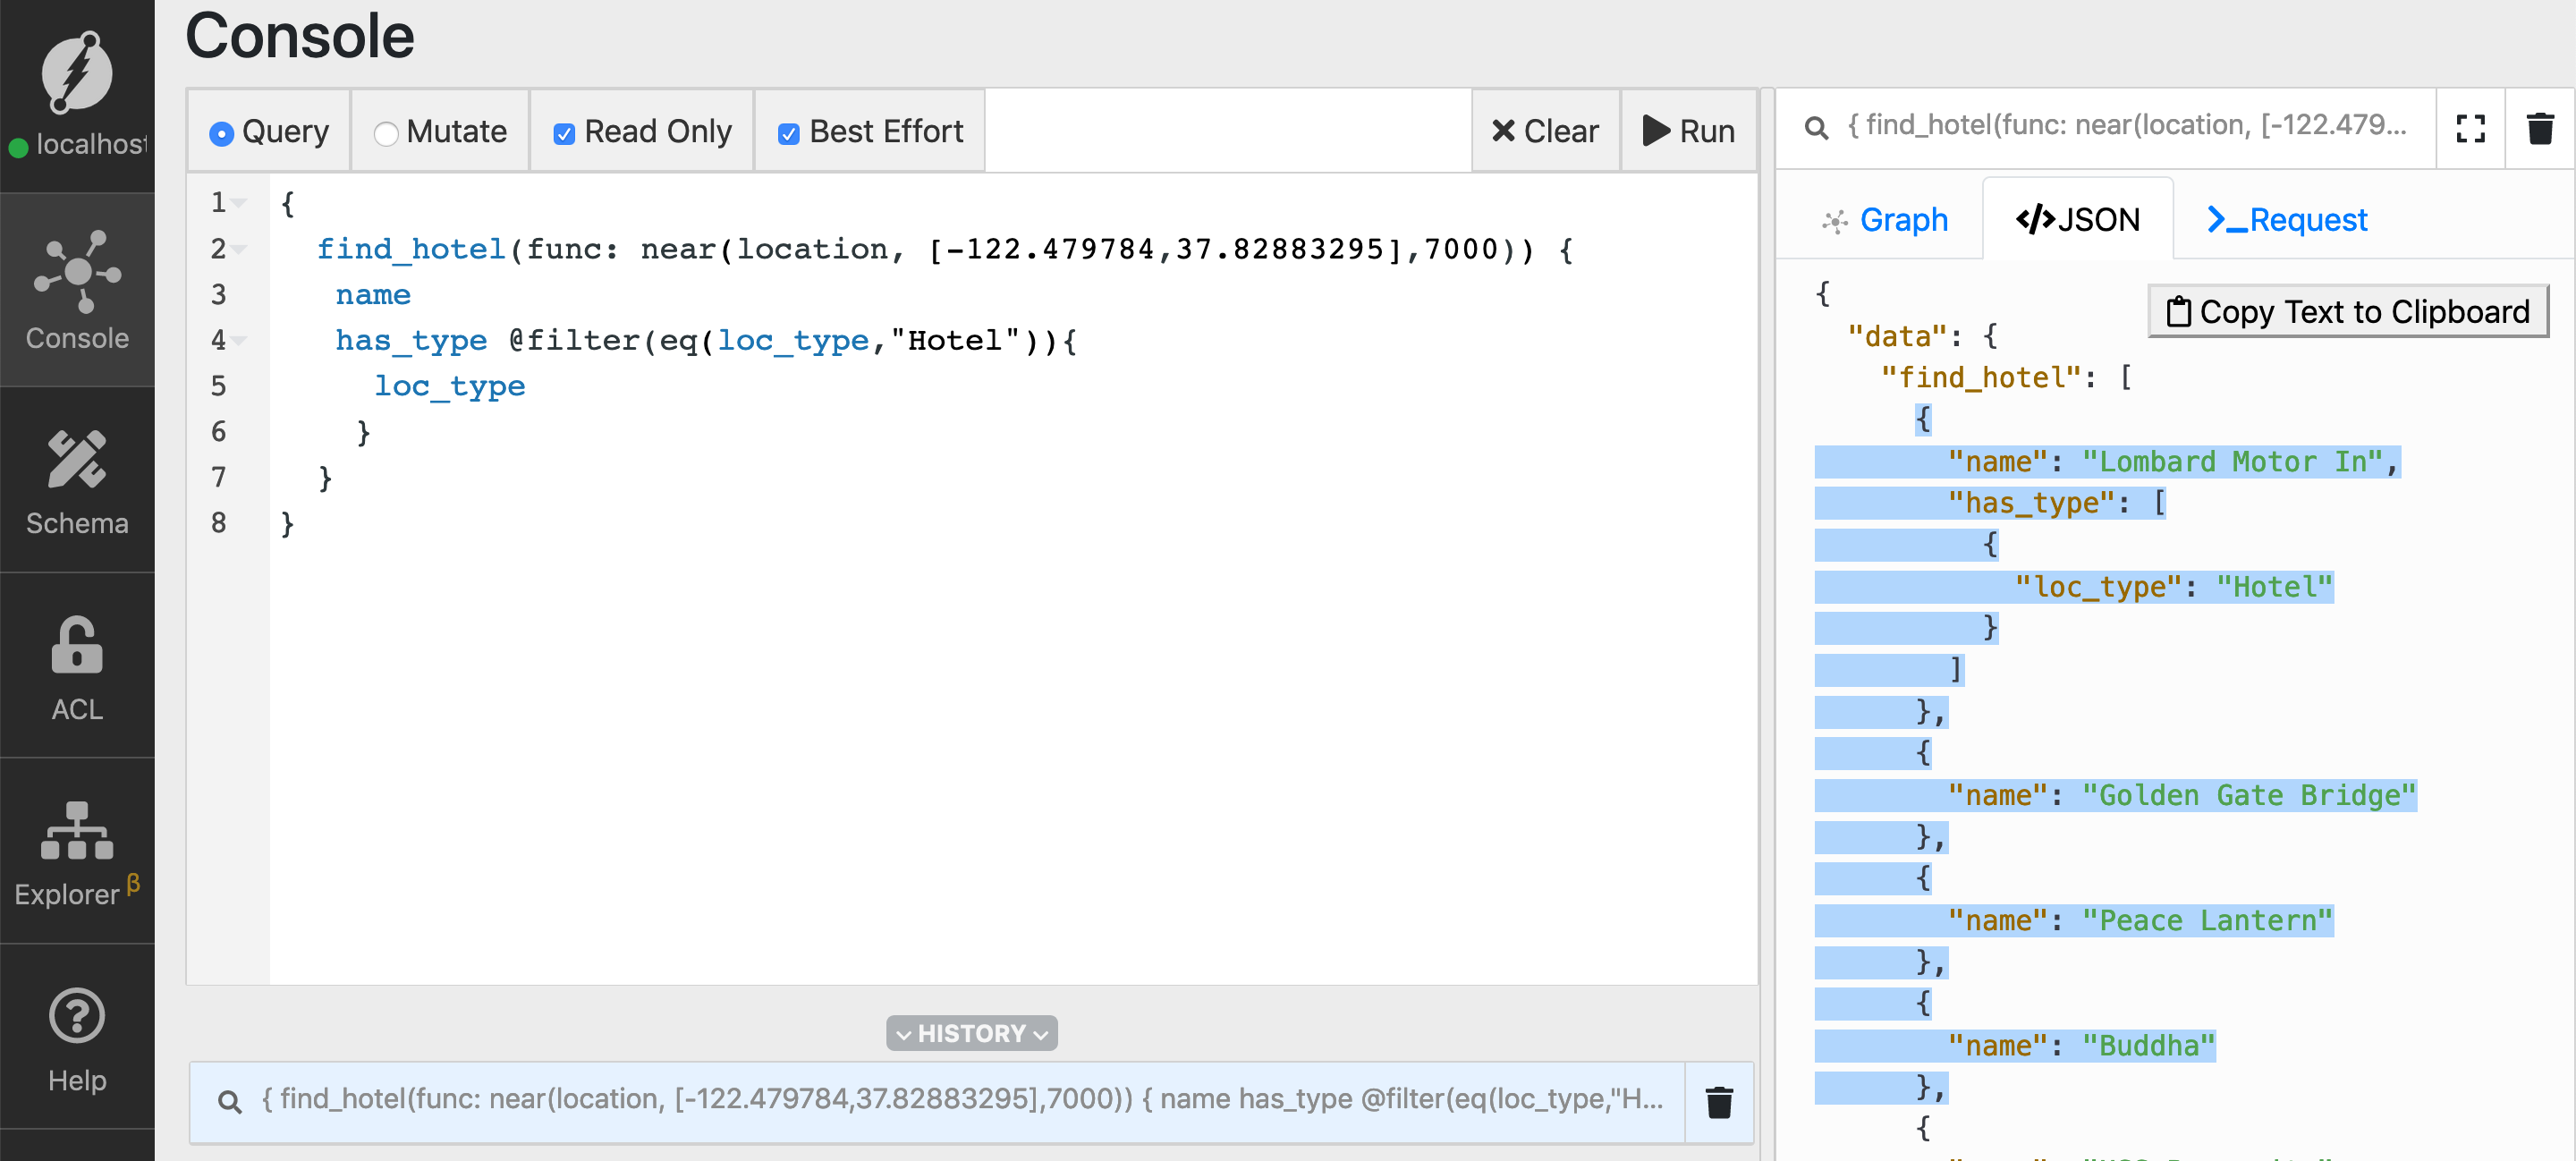 Console
localhost
Console
Schema
ACL
Explorer β
Help
Query
Mutate
Read Only
Best Effort
Clear
Run
1 {
2 find_hotel(func: near(location, [-122.479784,37.82883295],7000)) {
3 name
4 has_type @filter(eq(loc_type,"Hotel")){
5 loc_type
6 }
7 }
8 }
HISTORY
{ find_hotel(func: near(location, [-122.479784,37.82883295],7000)) { name has_type @filter(eq(loc_type,"H...
{ find_hotel(func: near(location, [-122.479...
Graph
</>JSON
>_Request
Copy Text to Clipboard
{
"data": {
"find_hotel": [
{
"name": "Lombard Motor In",
"has_type": [
{
"loc_type": "Hotel"
}
]
},
{
"name": "Golden Gate Bridge"
},
{
"name": "Peace Lantern"
},
{
"name": "Buddha"
},
{